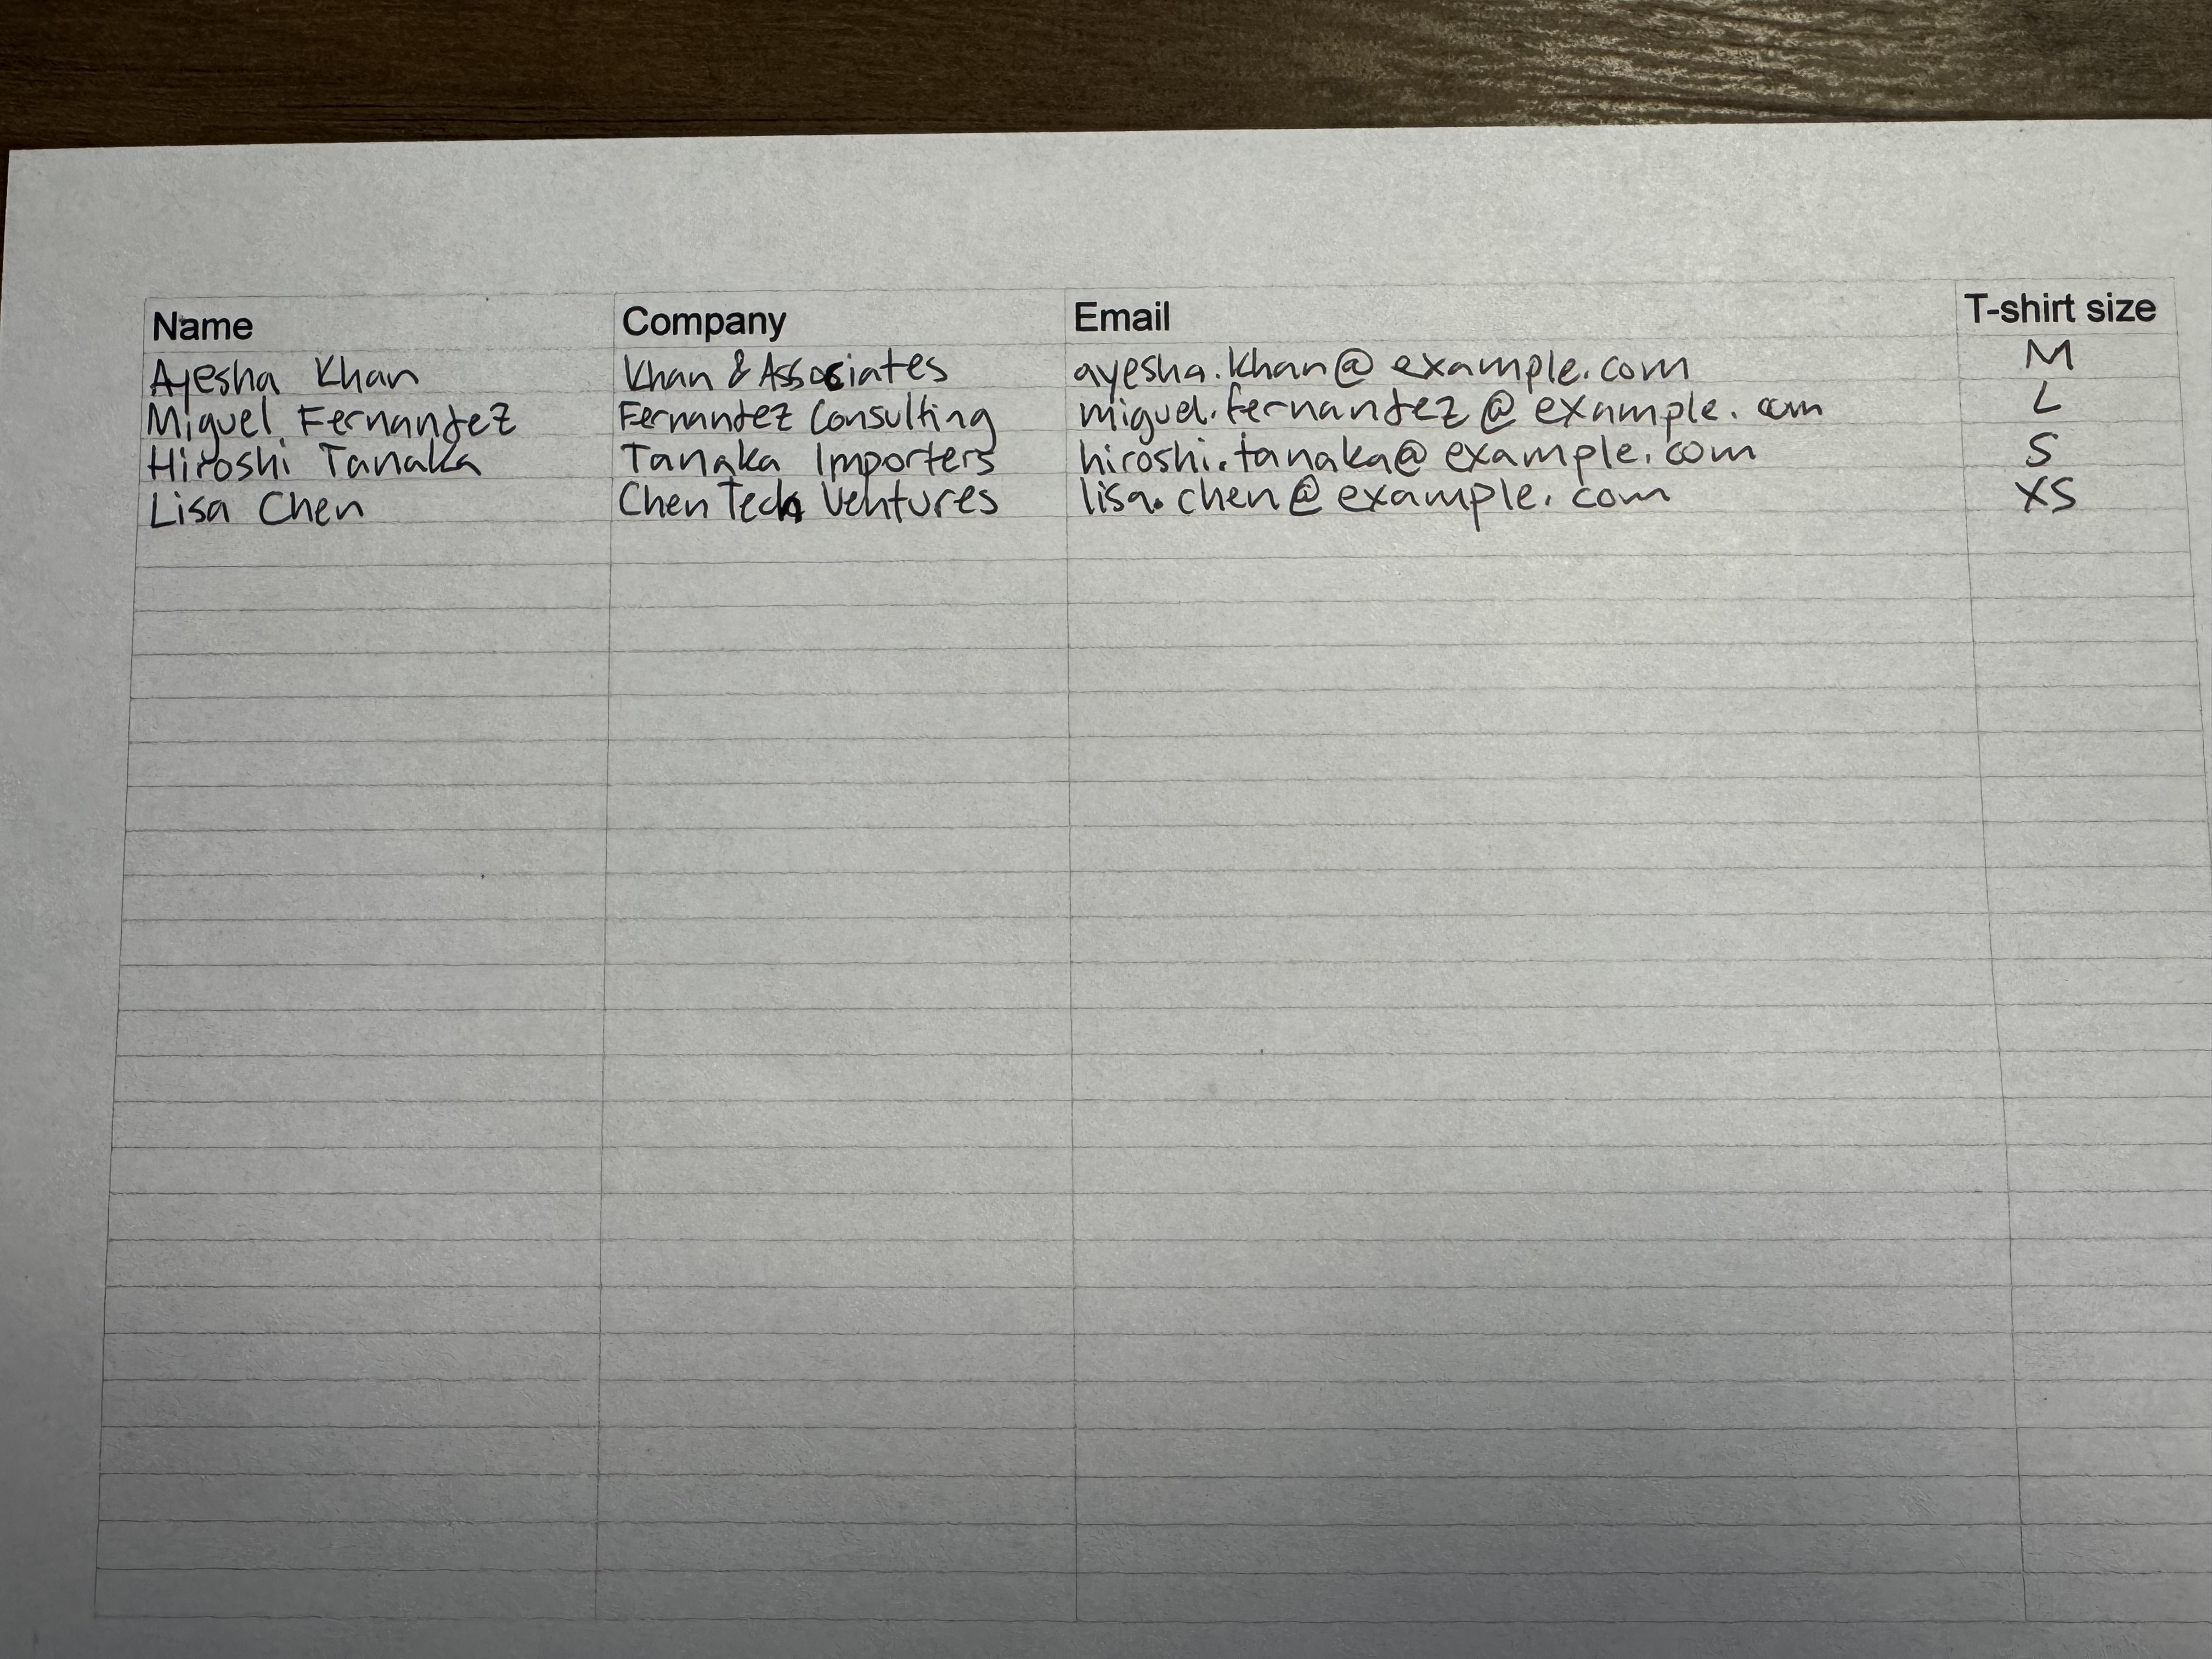 Name Company Email T-shirt size
Ayesha Khan Khan & Associates ayesha.khan@example.com M
Miguel Fernandez Fernandez Consulting miguel.fernandez@example.com L
Hiroshi Tanaka Tanaka Importers hiroshi.tanaka@example.com S
Lisa Chen Chen Tech Ventures lisa.chen@example.com XS